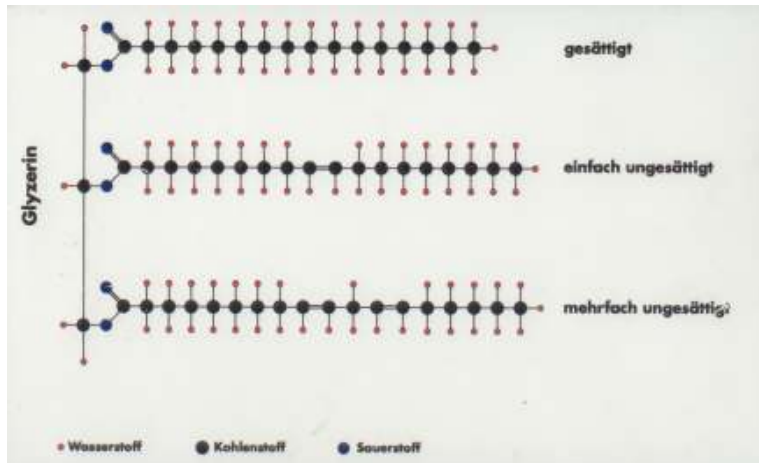 gesättigt
Glyzerin
einfach ungesättigt
mehrfach ungesättigt
Wasserstoff
Kohlenstoff
Sauerstoff